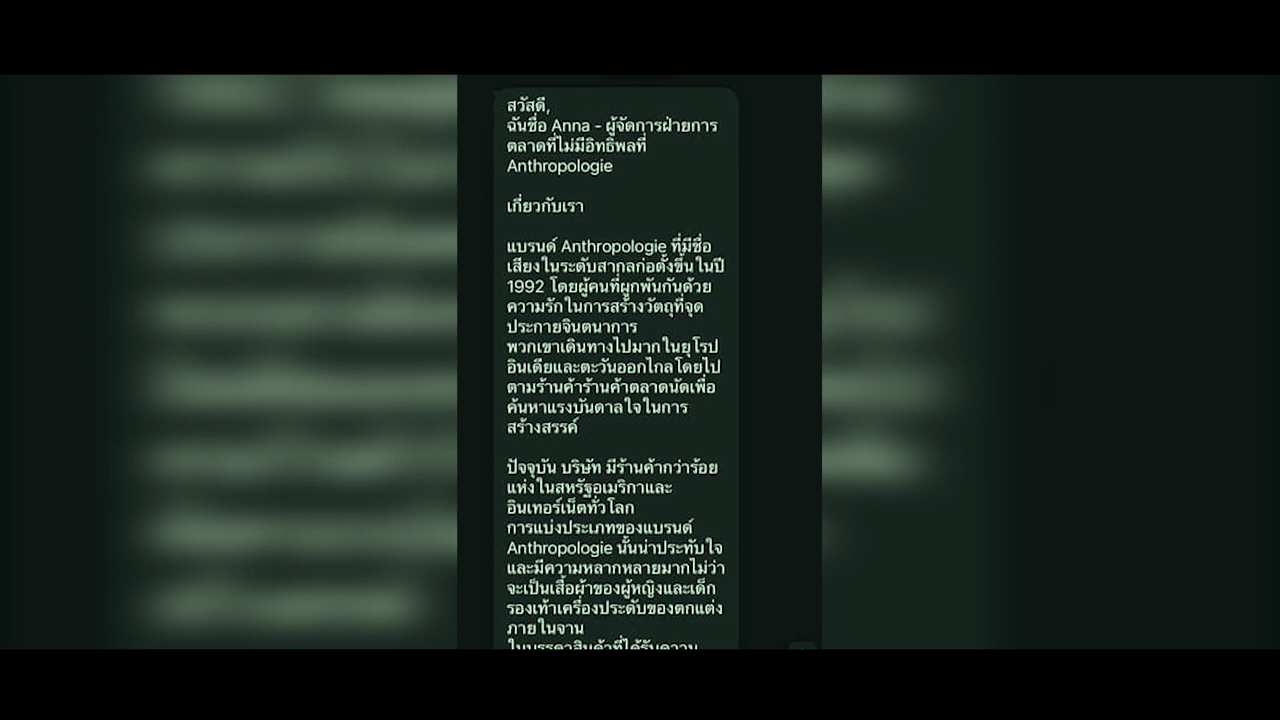 สวัสดี,
ฉันชื่อ Anna - ผู้จัดการฝ่ายการ
ตลาดที่ไม่มีอิทธิพลที่
Anthropologie
เกี่ยวกับเรา
แบรนด์ Anthropologie ที่มีชื่อ
เสียงในระดับสากลก่อตั้งขึ้นในปี
1992 โดยผู้คนที่ผูกพันกันด้วย
ความรักในการสร้างวัตถุที่จุด
ประกายจินตนาการ
พวกเขาเดินทางไปมากในยุโรป
อินเดียและตะวันออกไกลโดยไป
ตามร้านค้าร้านค้าตลาดนัดเพื่อ
ค้นหาแรงบันดาลใจในการ
สร้างสรรค์
ปัจจุบัน บริษัท มีร้านค้ากว่าร้อย
แห่งในสหรัฐอเมริกาและ
อินเทอร์เน็ตทั่วโลก
การแบ่งประเภทของแบรนด์
Anthropologie นั้นน่าประทับใจ
และมีความหลากหลายมากไม่ว่า
จะเป็นเสื้อผ้าของผู้หญิงและเด็ก
รองเท้าเครื่องประดับของตกแต่ง
ภายในจาน
ในบรรดาสินค้าที่ได้รับความ